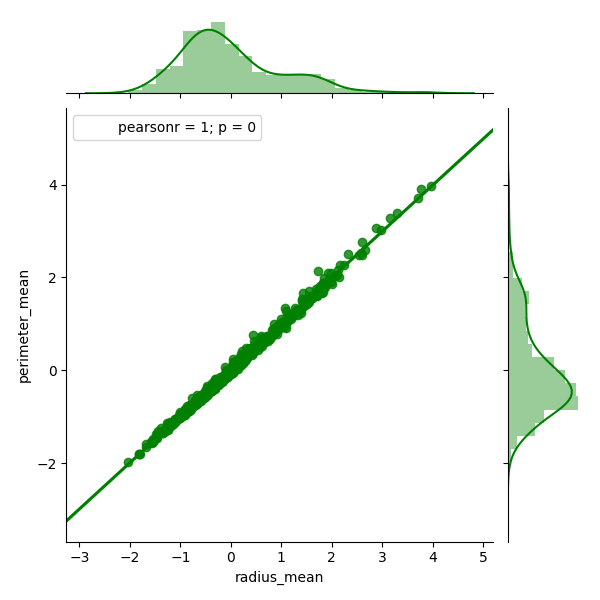 pearsonr = 1; p = 0
4
2
0
−2
perimeter_mean
−3 −2 −1 0 1 2 3 4 5
radius_mean